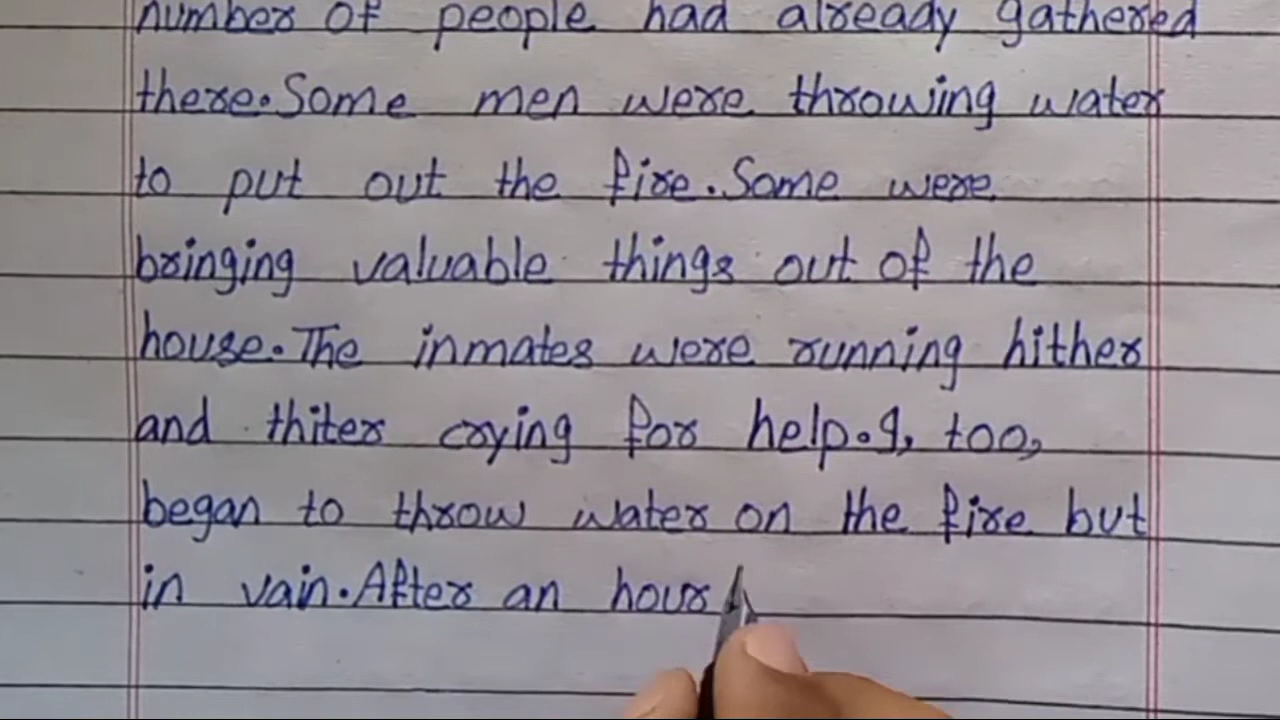 number of people had already gathered
there.Some men were throwing water
to put out the fire.Some were
bringing valuable things out of the
house.The inmates were running hither
and thiter crying for help.I, too,
began to throw water on the fire but
in vain.After an hour